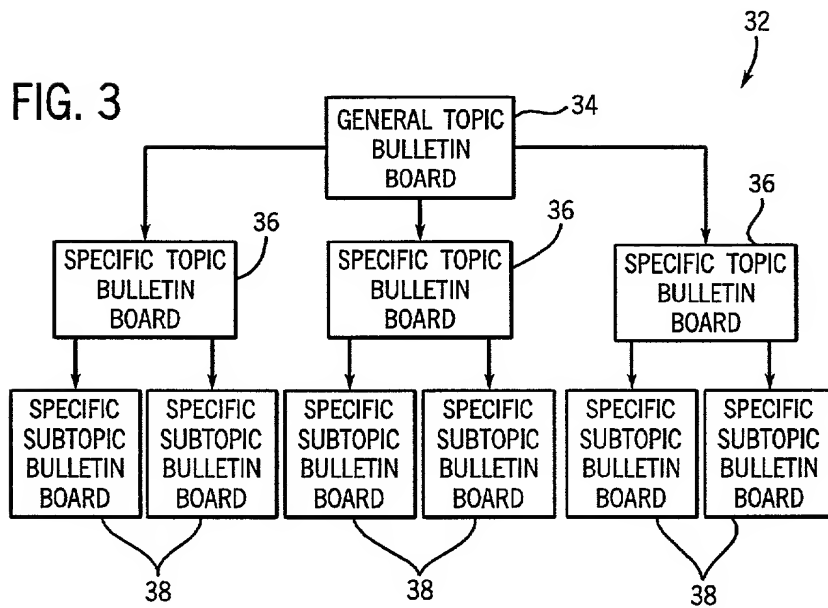 32
FIG. 3
34
GENERAL TOPIC
BULLETIN
BOARD
36
SPECIFIC TOPIC
BULLETIN
BOARD
36
SPECIFIC TOPIC
BULLETIN
BOARD
36
SPECIFIC TOPIC
BULLETIN
BOARD
SPECIFIC
SUBTOPIC
BULLETIN
BOARD
SPECIFIC
SUBTOPIC
BULLETIN
BOARD
SPECIFIC
SUBTOPIC
BULLETIN
BOARD
SPECIFIC
SUBTOPIC
BULLETIN
BOARD
SPECIFIC
SUBTOPIC
BULLETIN
BOARD
SPECIFIC
SUBTOPIC
BULLETIN
BOARD
38
38
38